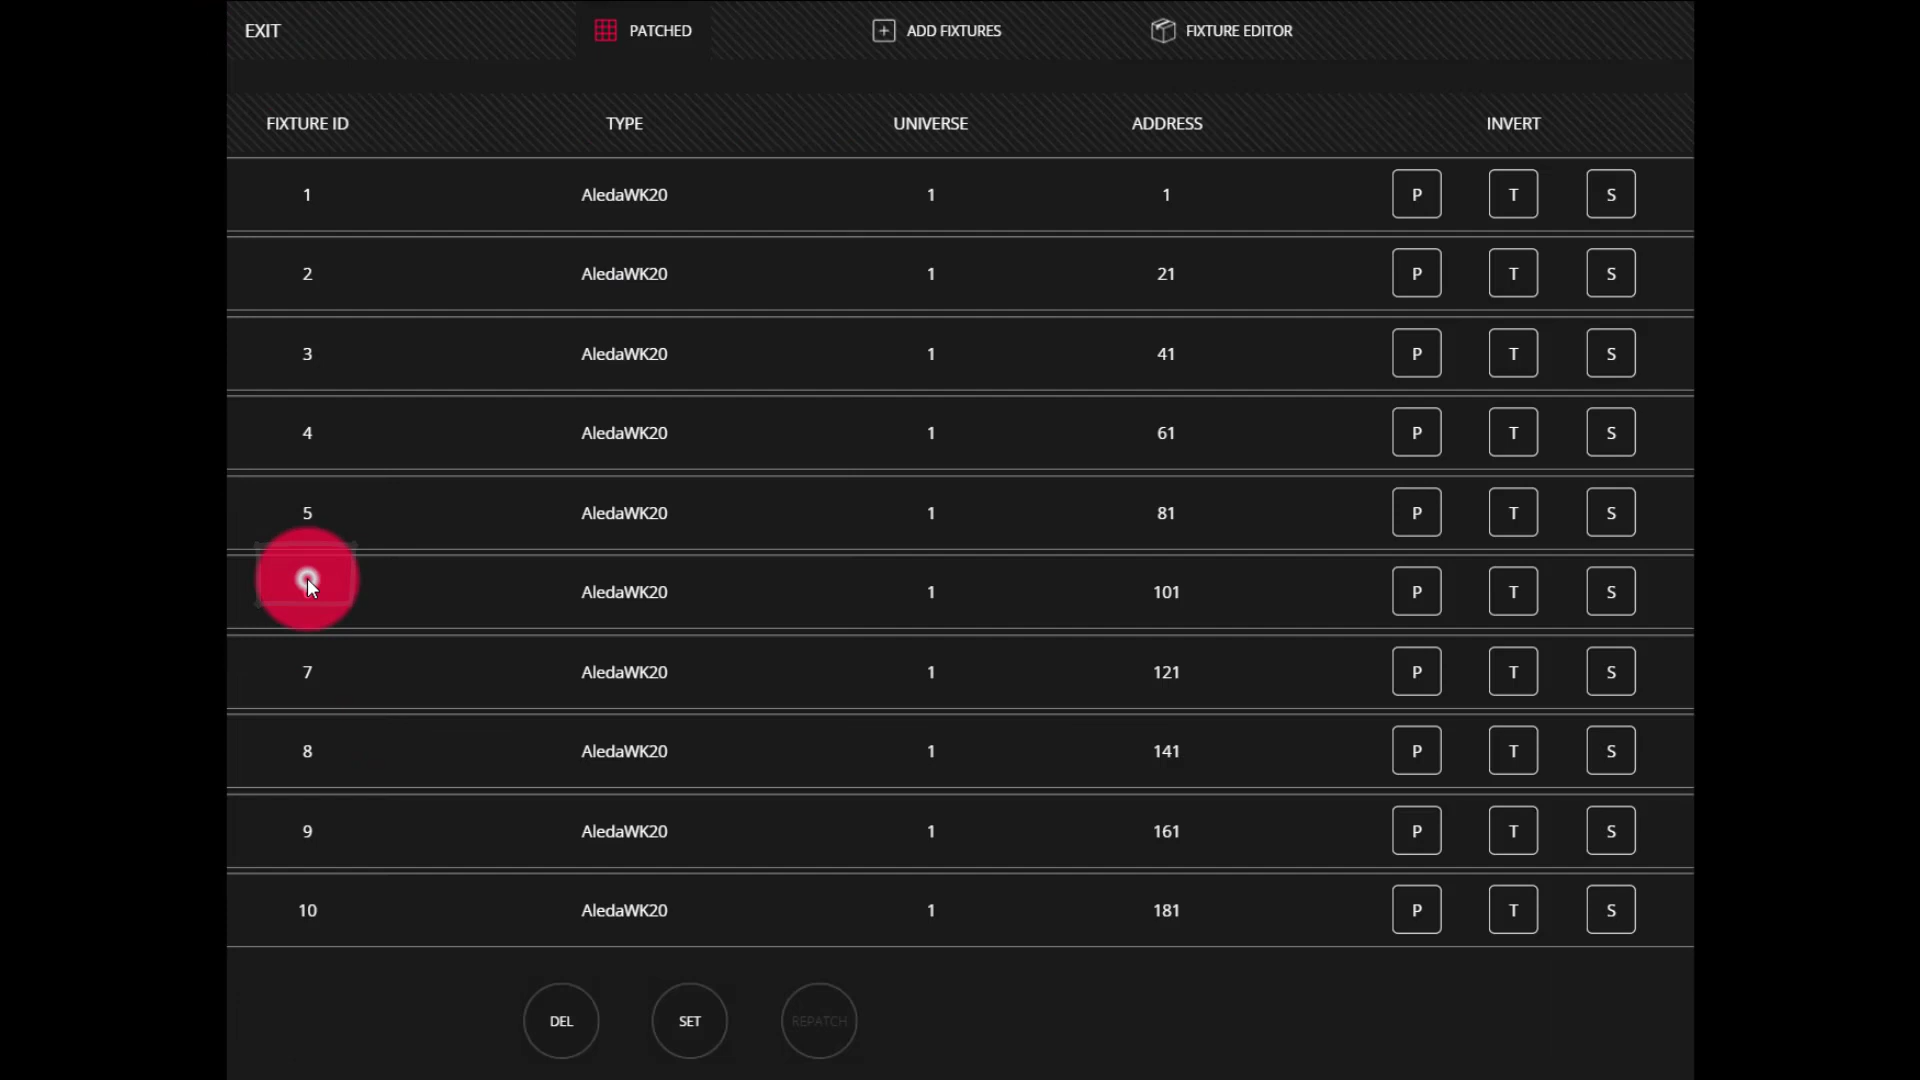 EXIT PATCHED ADD FIXTURES FIXTURE EDITOR
FIXTURE ID TYPE UNIVERSE ADDRESS INVERT
1 AledaWK20 1 1 P T S
2 AledaWK20 1 21 P T S
3 AledaWK20 1 41 P T S
4 AledaWK20 1 61 P T S
5 AledaWK20 1 81 P T S
AledaWK20 1 101 P T S
7 AledaWK20 1 121 P T S
8 AledaWK20 1 141 P T S
9 AledaWK20 1 161 P T S
10 AledaWK20 1 181 P T S
DEL SET REPATCH